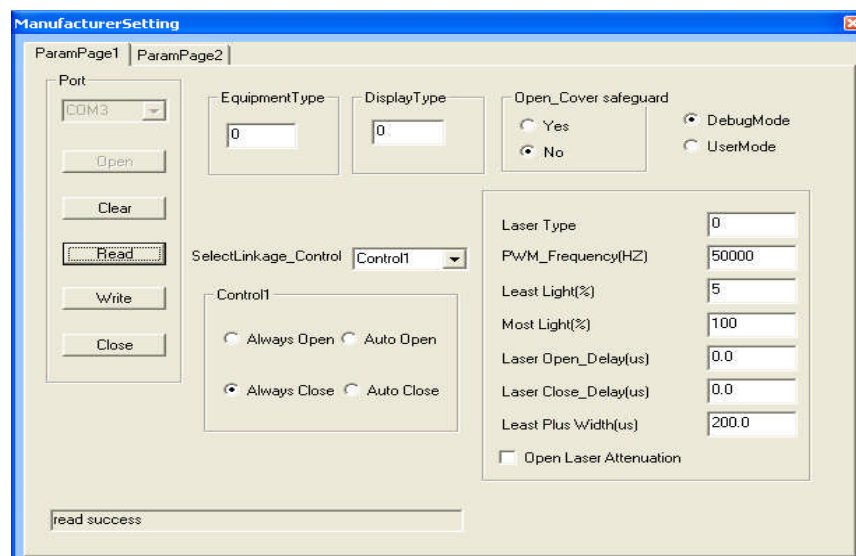 ManufacturerSetting
ParamPage1
ParamPage2
Port
COM3
Open
Clear
Read
Write
Close
EquipmentType
0
DisplayType
0
Open_Cover safeguard
Yes
No
DebugMode
UserMode
SelectLinkage_Control
Control1
Control1
Always Open
Auto Open
Always Close
Auto Close
Laser Type
0
PWM_Frequency(HZ)
50000
Least Light(%)
5
Most Light(%)
100
Laser Open_Delay(us)
0.0
Laser Close_Delay(us)
0.0
Least Plus Width(us)
200.0
Open Laser Attenuation
read success